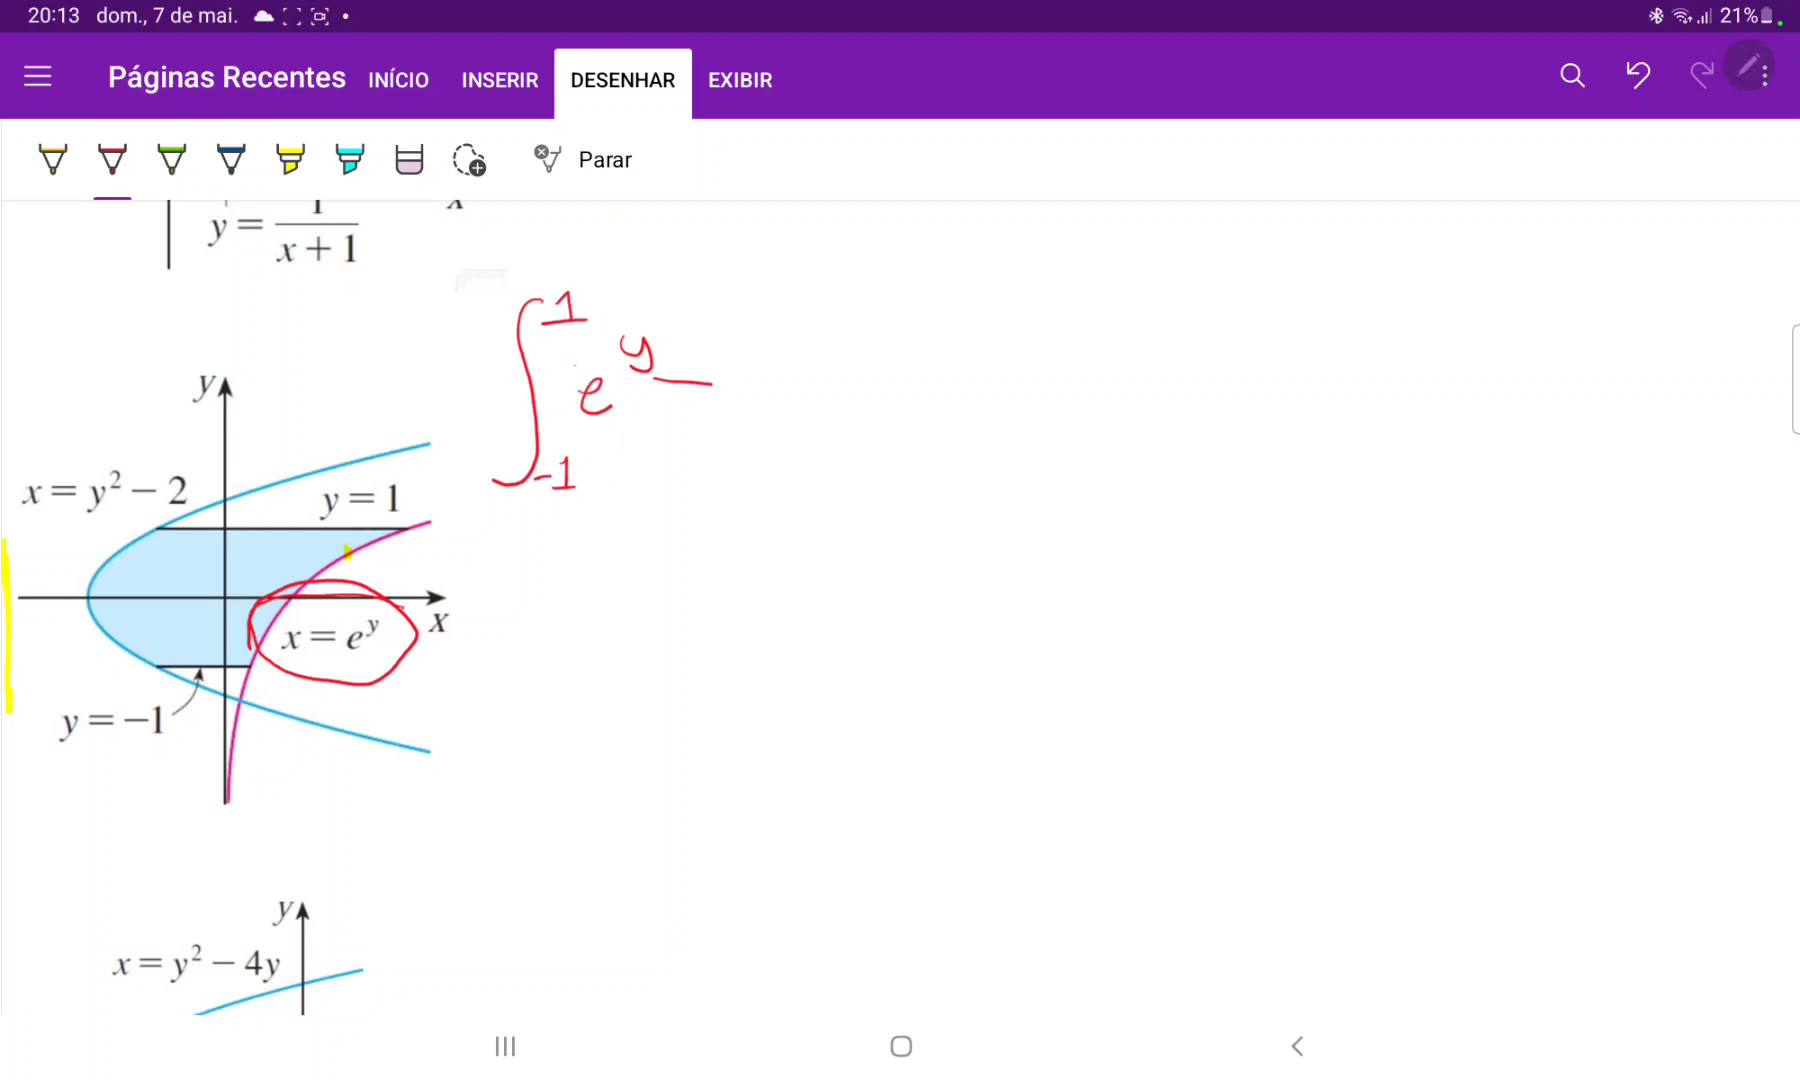 20:13 dom., 7 de mai. 21%
Páginas Recentes INÍCIO INSERIR DESENHAR EXIBIR
Parar
y = 1/(x + 1)
x
∫_{-1}^{1} e^y —
y
x = y² − 2
y = 1
x = e^y
x
y = −1
y
x = y² − 4y